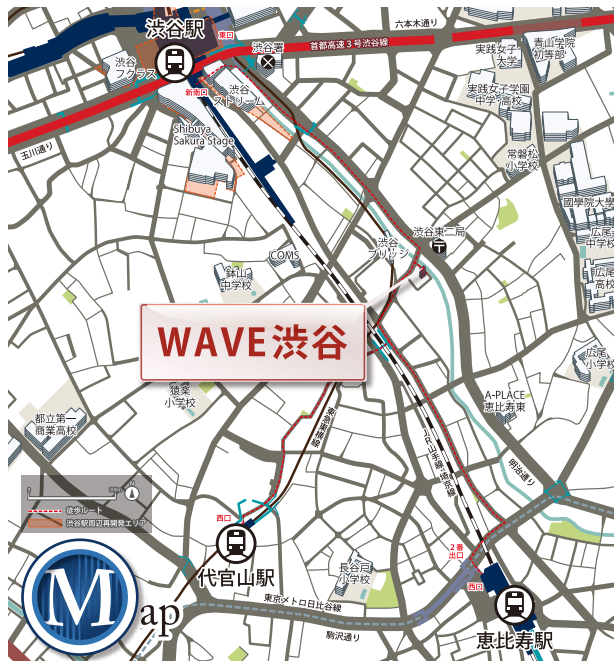 六本木通り
渋谷駅
東口
首都高速3号渋谷線
渋谷署
実践女子
大学
青山学院
初等部
渋谷
フクラス
新南口
渋谷
ストリーム
実践女子学園
中学・高校
玉川通り
Shibuya
Sakura Stage
常磐松
小学校
國學院大學
渋谷東二局
広尾
中学校
渋谷
ブリッジ
COMS
鉢山
中学校
広尾
高校
WAVE渋谷
広尾
小学校
猿楽
小学校
A-PLACE
恵比寿東
都立第一
商業高校
東急東横線
JR山手線・埼京線
明治通り
0
200m
N
徒歩ルート
渋谷駅周辺再開発エリア
西口
2番
出口
代官山駅
長谷戸
小学校
西口
Map
東京メトロ日比谷線
駒沢通り
恵比寿駅